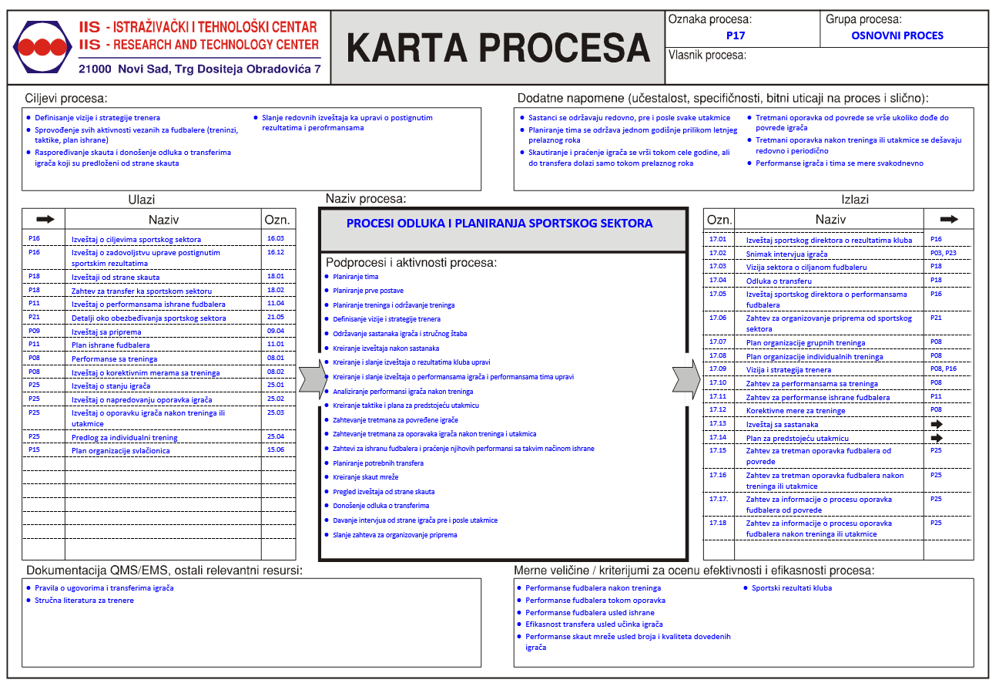 IIS - ISTRAŽIVAČKI I TEHNOLOŠKI CENTAR
IIS - RESEARCH AND TECHNOLOGY CENTER
21000 Novi Sad, Trg Dositeja Obradovića 7
KARTA PROCESA
Oznaka procesa:
P17
Grupa procesa:
OSNOVNI PROCES
Vlasnik procesa:
Ciljevi procesa:
Definisanje vizije i strategije trenera
Sprovođenje svih aktivnosti vezanih za fudbalere (treninzi,
taktike, plan ishrane)
Raspoređivanje skauta i donošenje odluka o transferima
igrača koji su predloženi od strane skauta
Slanje redovnih izveštaja ka upravi o postignutim
rezultatima i perofrmansama
Dodatne napomene (učestalost, specifičnosti, bitni uticaji na proces i slično):
Sastanci se održavaju redovno, pre i posle svake utakmice
Planiranje tima se održava jednom godišnje prilikom letnjeg
prelaznog roka
Skautiranje i praćenje igrača se vrši tokom cele godine, ali
do transfera dolazi samo tokom prelaznog roka
Tretmani oporavka od povrede se vrše ukoliko dođe do
povrede igrača
Tretmani oporavka nakon treninga ili utakmice se dešavaju
redovno i periodično
Performanse igrača i tima se mere svakodnevno
Ulazi
Naziv Ozn.
P16 Izveštaj o ciljevima sportskog sektora 16.03
P16 Izveštaj o zadovoljstvu uprave postignutim 16.12
sportskim rezultatima
P18 Izveštaji od strane skauta 18.01
P18 Zahtev za transfer ka sportskom sektoru 18.02
P11 Izveštaj o performansama ishrane fudbalera 11.04
P21 Detalji oko obezbeđivanja sportskog sektora 21.05
P09 Izveštaj sa priprema 09.04
P11 Plan ishrane fudbalera 11.01
P08 Performanse sa treninga 08.01
P08 Izveštaj o korektivnim merama sa treninga 08.02
P25 Izveštaj o stanju igrača 25.01
P25 Izveštaj o napredovanju oporavka igrača 25.02
P25 Izveštaj o oporavku igrača nakon treninga ili 25.03
utakmice
P25 Predlog za individualni trening 25.04
P15 Plan organizacije svlačionica 15.06
Naziv procesa:
PROCESI ODLUKA I PLANIRANJA SPORTSKOG SEKTORA
Podprocesi i aktivnosti procesa:
Planiranje tima
Planiranje prve postave
Planiranje treninga i održavanje treninga
Definisanje vizije i strategije trenera
Održavanje sastanaka igrača i stručnog štaba
Kreiranje izveštaja nakon sastanaka
Kreiranje i slanje izveštaja o rezultatima kluba upravi
Kreiranje i slanje izveštaja o performansama igrača i performansama tima upravi
Analiziranje performansi igrača nakon treninga
Kreiranje taktike i plana za predstojeću utakmicu
Zahtevanje tretmana za povređene igrače
Zahtevanje tretmana za oporavaka igrača nakon treninga i utakmica
Zahtevi za ishranu fudbalera i praćenje njihovih performansi sa takvim načinom ishrane
Planiranje potrebnih transfera
Kreiranje skaut mreže
Pregled izveštaja od strane skauta
Donošenje odluka o transferima
Davanje intervjua od strane igrača pre i posle utakmice
Slanje zahteva za organizovanje priprema
Izlazi
Ozn. Naziv
17.01 Izveštaj sportskog direktora o rezultatima kluba P16
17.02 Snimak intervjua igrača P03, P23
17.03 Vizija sektora o ciljanom fudbaleru P18
17.04 Odluka o transferu P18
17.05 Izveštaj sportskog direktora o performansama P16
fudbalera
17.06 Zahtev za organizovanje priprema od sportskog P21
sektora
17.07 Plan organizacije grupnih treninga P08
17.08 Plan organizacije individualnih treninga P08
17.09 Vizija i strategija trenera P08, P16
17.10 Zahtev za performansama sa treninga P08
17.11 Zahtev za performanse ishrane fudbalera P11
17.12 Korektivne mere za treninge P08
17.13 Izveštaj sa sastanaka
17.14 Plan za predstojeću utakmicu
17.15 Zahtev za tretman oporavka fudbalera od P25
povrede
17.16 Zahtev za tretman oporavka fudbalera nakon P25
treninga ili utakmice
17.17. Zahtev za informacije o procesu oporavka P25
fudbalera od povrede
17.18 Zahtev za informacije o procesu oporavka P25
fudbalera nakon treninga ili utakmice
Dokumentacija QMS/EMS, ostali relevantni resursi:
Pravila o ugovorima i transferima igrača
Stručna literatura za trenere
Merne veličine / kriterijumi za ocenu efektivnosti i efikasnosti procesa:
Performanse fudbalera nakon treninga
Performanse fudbalera tokom oporavka
Performanse fudbalera usled ishrane
Efikasnost transfera usled učinka igrača
Performanse skaut mreže usled broja i kvaliteta dovedenih
igrača
Sportski rezultati kluba